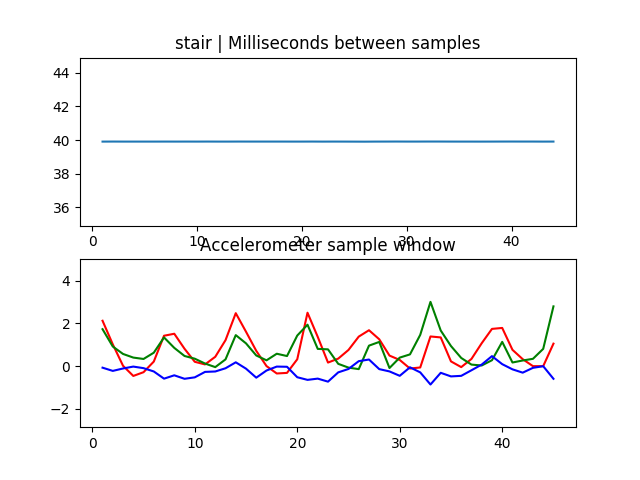 stair | Milliseconds between samples
44
42
40
38
36
0 10 20 30 40
Accelerometer sample window
4
2
0
−2
0 10 20 30 40